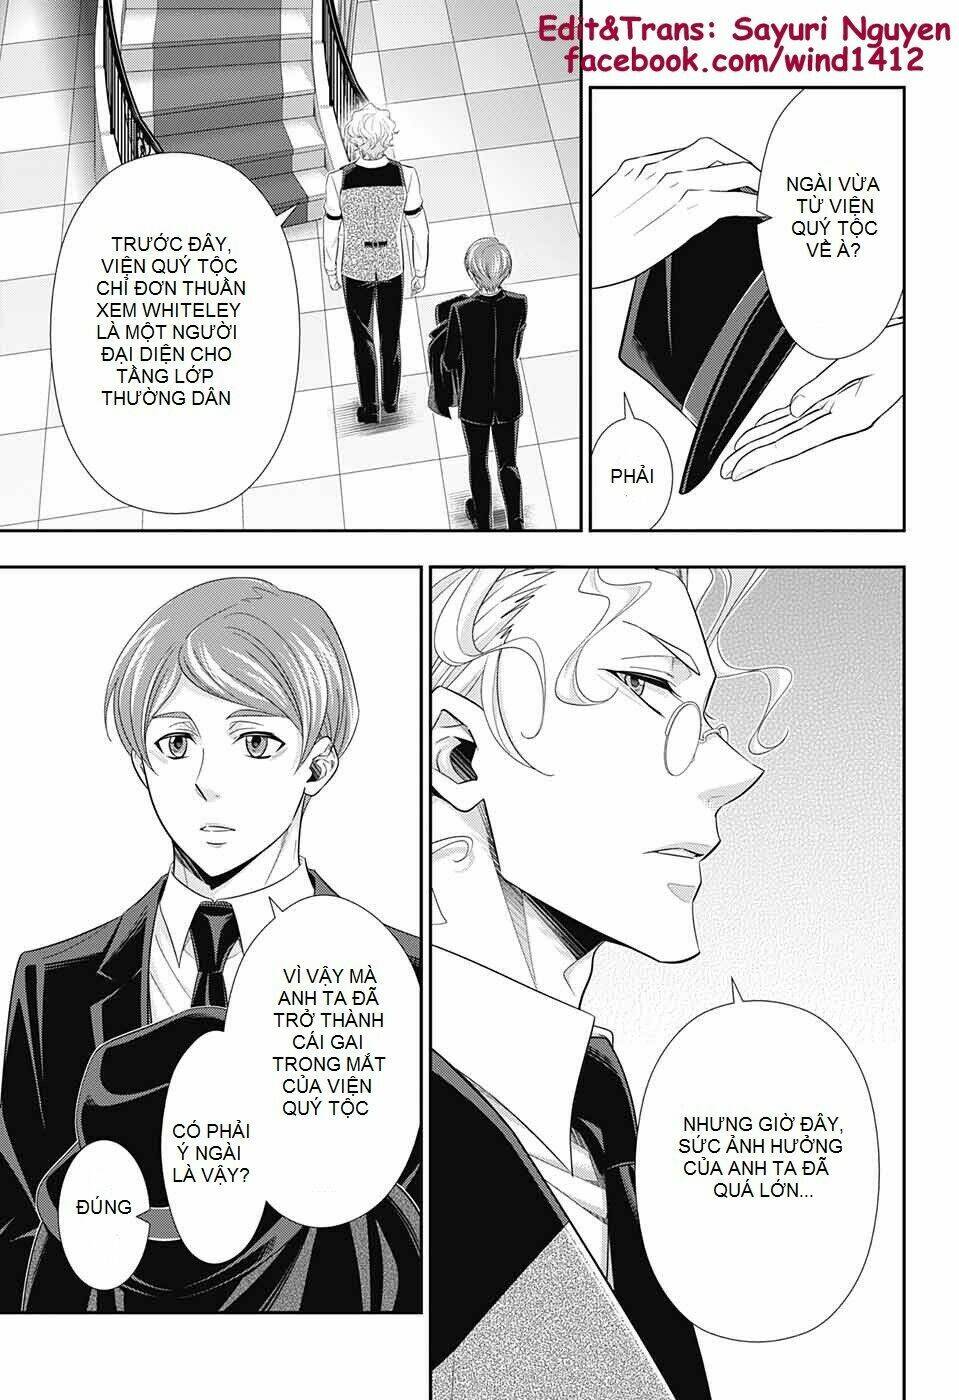 Edit&Trans: Sayuri Nguyen
facebook.com/wind1412
NGÀI VỪA
TỪ VIỆN
QUÝ TỘC
VỀ À?
PHẢI
TRƯỚC ĐÂY,
VIỆN QUÝ TỘC
CHỈ ĐƠN THUẦN
XEM WHITELEY
LÀ MỘT NGƯỜI
ĐẠI DIỆN CHO
TẦNG LỚP
THƯỜNG DÂN
NHƯNG GIỜ ĐÂY,
SỨC ẢNH HƯỞNG
CỦA ANH TA ĐÃ
QUÁ LỚN...
VÌ VẬY MÀ
ANH TA ĐÃ
TRỞ THÀNH
CÁI GAI
TRONG MẮT
CỦA VIỆN
QUÝ TỘC
CÓ PHẢI
Ý NGÀI
LÀ VẬY?
ĐÚNG